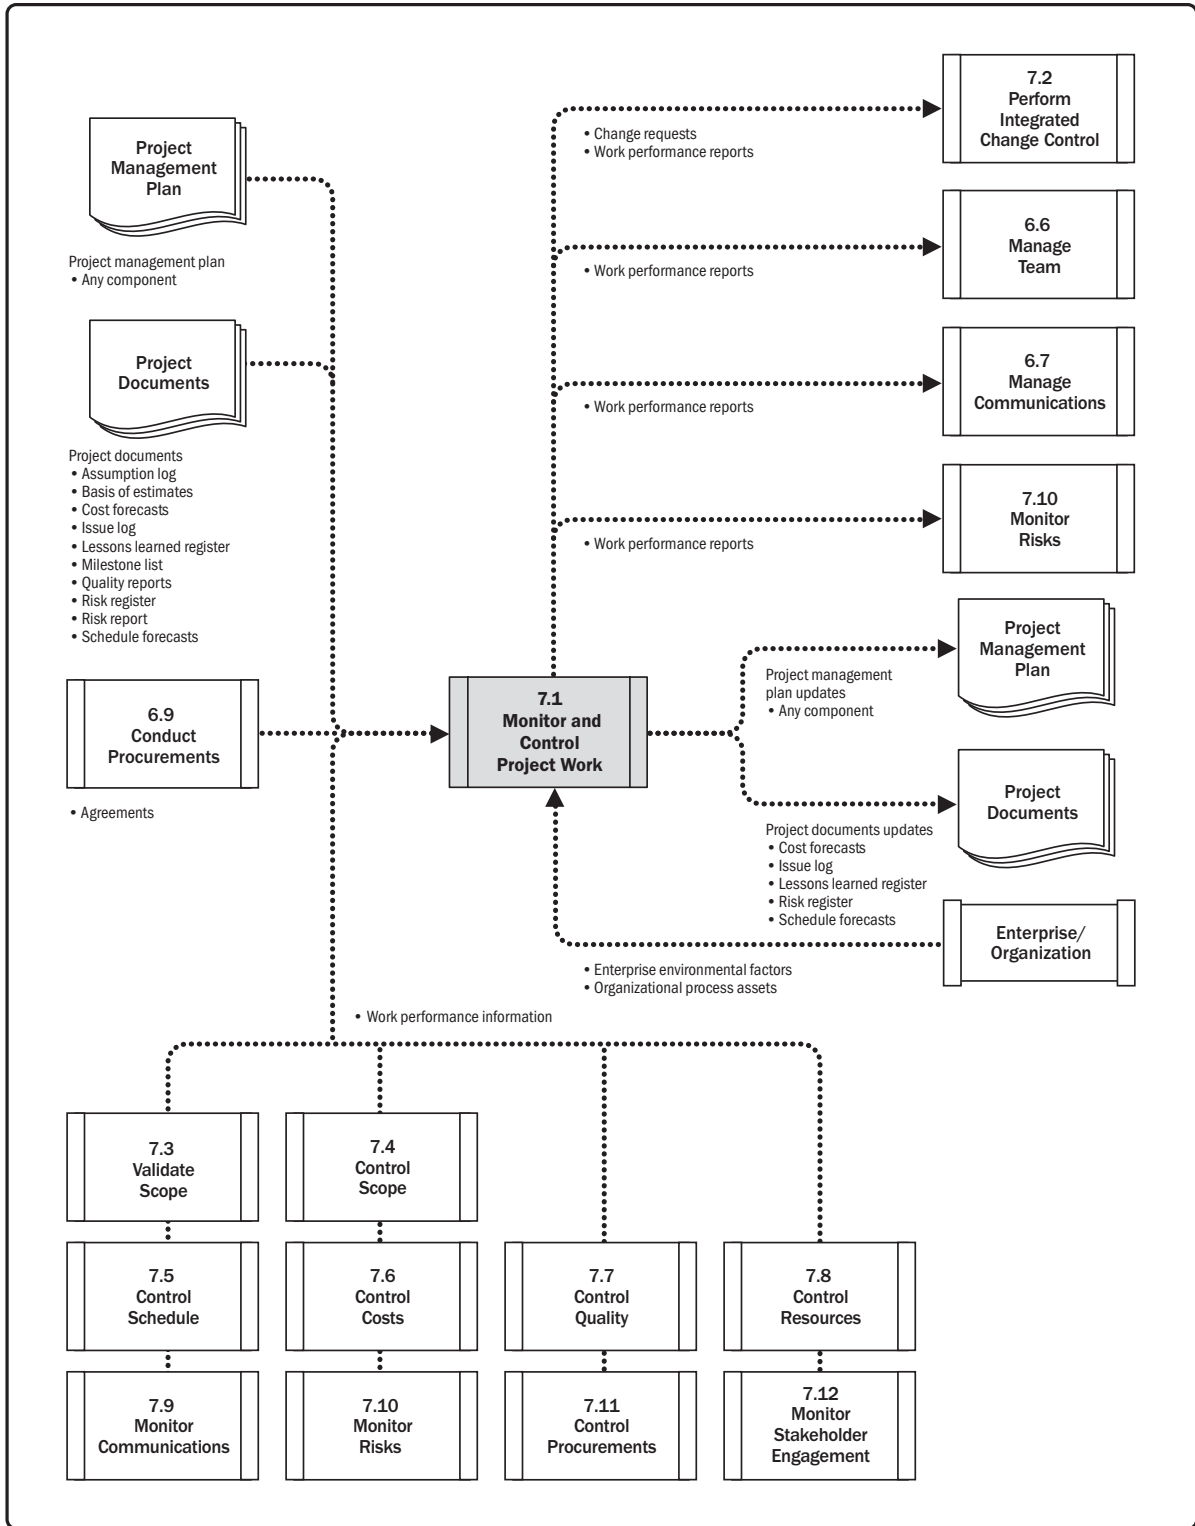 Project
Management
Plan
Project management plan
• Any component
Project
Documents
Project documents
• Assumption log
• Basis of estimates
• Cost forecasts
• Issue log
• Lessons learned register
• Milestone list
• Quality reports
• Risk register
• Risk report
• Schedule forecasts
6.9
Conduct
Procurements
• Agreements
7.1
Monitor and
Control
Project Work
• Change requests
• Work performance reports
7.2
Perform
Integrated
Change Control
• Work performance reports
6.6
Manage
Team
• Work performance reports
6.7
Manage
Communications
• Work performance reports
7.10
Monitor
Risks
Project management
plan updates
• Any component
Project
Management
Plan
Project documents updates
• Cost forecasts
• Issue log
• Lessons learned register
• Risk register
• Schedule forecasts
Project
Documents
Enterprise/
Organization
• Enterprise environmental factors
• Organizational process assets
• Work performance information
7.3
Validate
Scope
7.4
Control
Scope
7.5
Control
Schedule
7.6
Control
Costs
7.7
Control
Quality
7.8
Control
Resources
7.9
Monitor
Communications
7.10
Monitor
Risks
7.11
Control
Procurements
7.12
Monitor
Stakeholder
Engagement